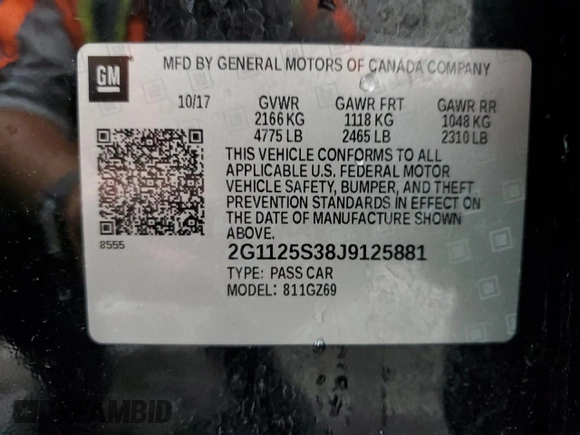 GM
MFD BY GENERAL MOTORS OF CANADA COMPANY
10/17 GVWR GAWR FRT GAWR RR
2166 KG 1118 KG 1048 KG
4775 LB 2465 LB 2310 LB
THIS VEHICLE CONFORMS TO ALL
APPLICABLE U.S. FEDERAL MOTOR
VEHICLE SAFETY, BUMPER, AND THEFT
PREVENTION STANDARDS IN EFFECT ON
THE DATE OF MANUFACTURE SHOWN
ABOVE.
8555
2G1125S38J9125881
TYPE: PASS CAR
MODEL: 811GZ69